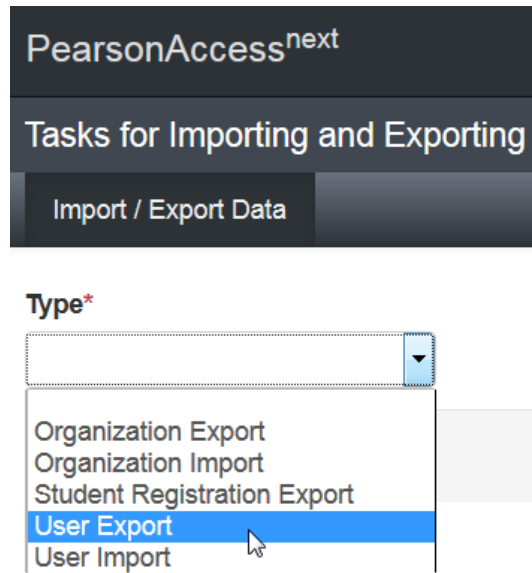 PearsonAccessnext
Tasks for Importing and Exporting
Import / Export Data
Type*
Organization Export
Organization Import
Student Registration Export
User Export
User Import